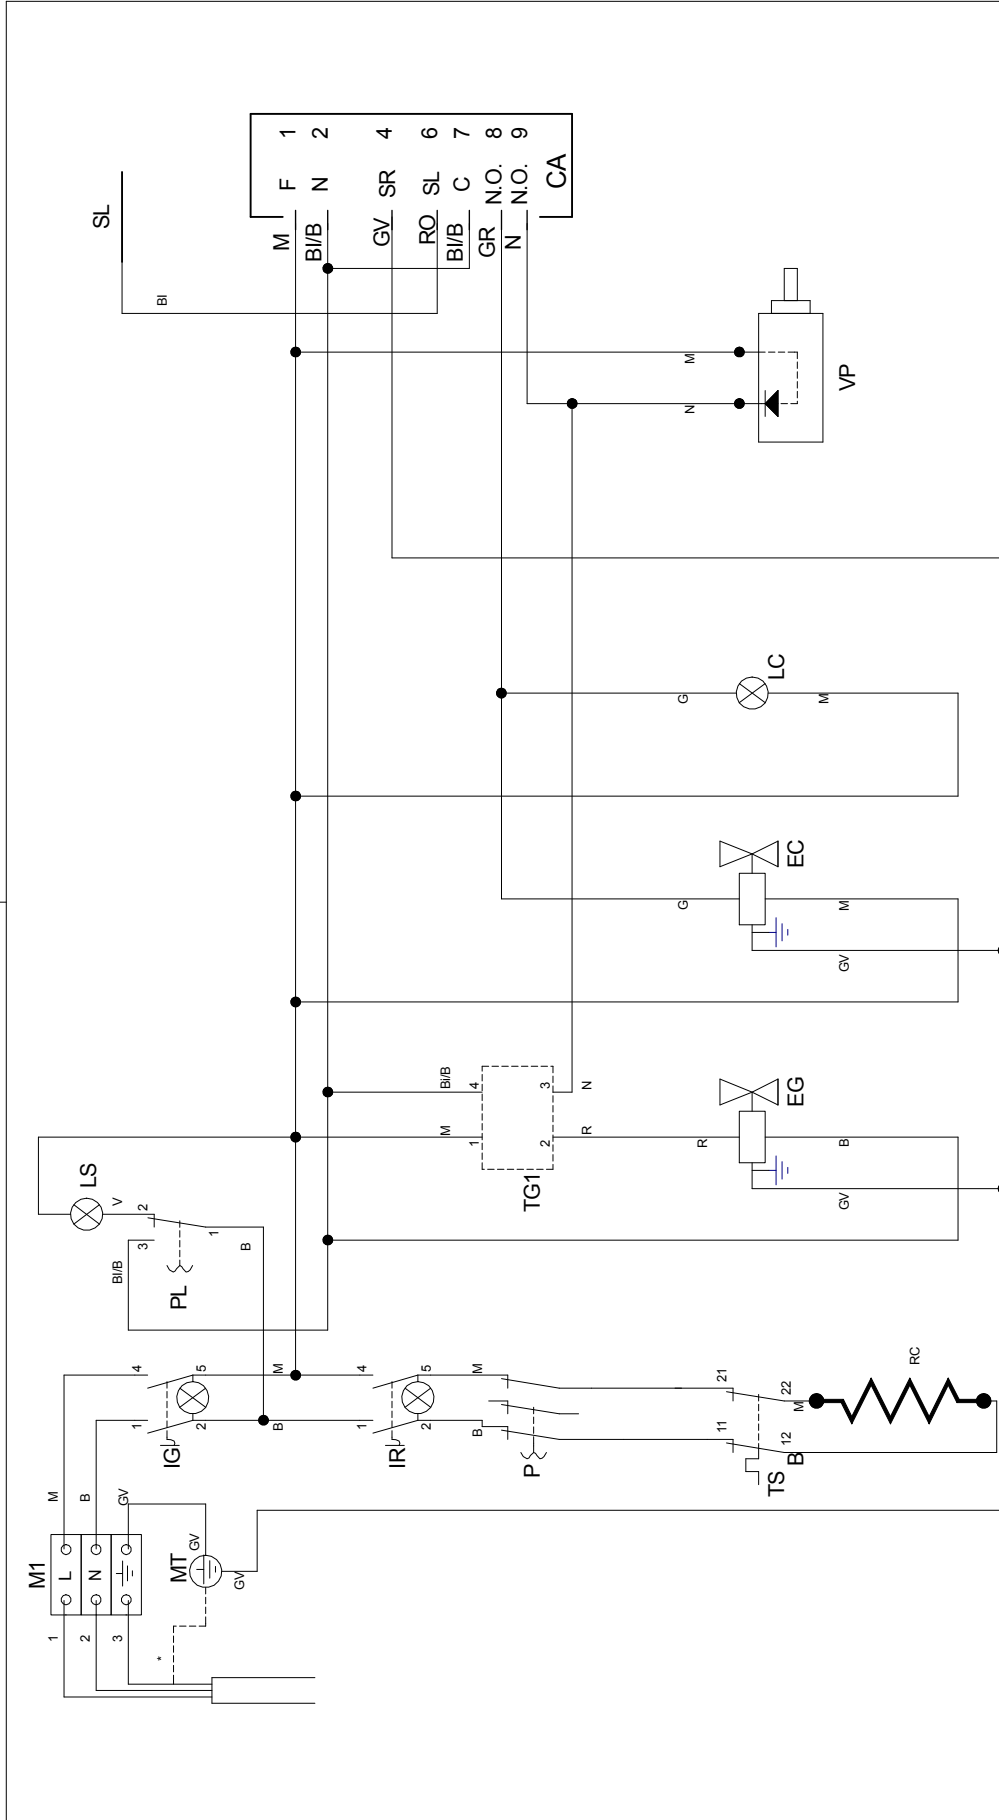 SL
BI
F 1
N 2
SR 4
SL 6
C 7
N.O. 8
N.O. 9
CA
M
BI/B
GV
RO
BI/B
GR
N
M
N
VP
G
LC
M
G
EC
M
GV
BI/B
M
4
1
3
2
TG1
N
R
R
EG
B
GV
LS
V
2
3
1
BI/B
B
PL
4
5
M
1
2
B
IG
4
5
M
1
2
B
IR
P
21
22
M
11
12
B
TS
RC
M1
L
N
M
B
GV
1
2
3
*
MT
GV
GV